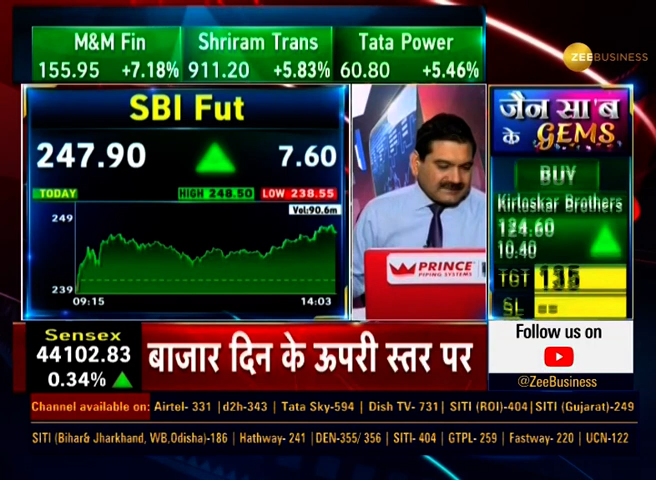 M&M Fin Shriram Trans Tata Power
155.95 +7.18% 911.20 +5.83% 60.80 +5.46%
ZEE BUSINESS
SBI Fut
247.90 7.60
TODAY HIGH 248.50 LOW 238.55
Vol:90.6m
249
239
09:15 14:03
PRINCE
PIPING SYSTEMS
जैन सा'ब
के GEMS
BUY
Kirloskar Brothers
124.60
10.40
TGT 135
SL
Sensex
44102.83
0.34%
बाजार दिन के ऊपरी स्तर पर
Follow us on
@ZeeBusiness
Channel available on: Airtel- 331 | d2h-343 | Tata Sky-594 | Dish TV- 731 | SITI (ROI)-404 | SITI (Gujarat)-249
SITI (Bihar& Jharkhand, WB,Odisha)-186 | Hathway- 241 | DEN-355/ 356 | SITI- 404 | GTPL- 259 | Fastway- 220 | UCN-122